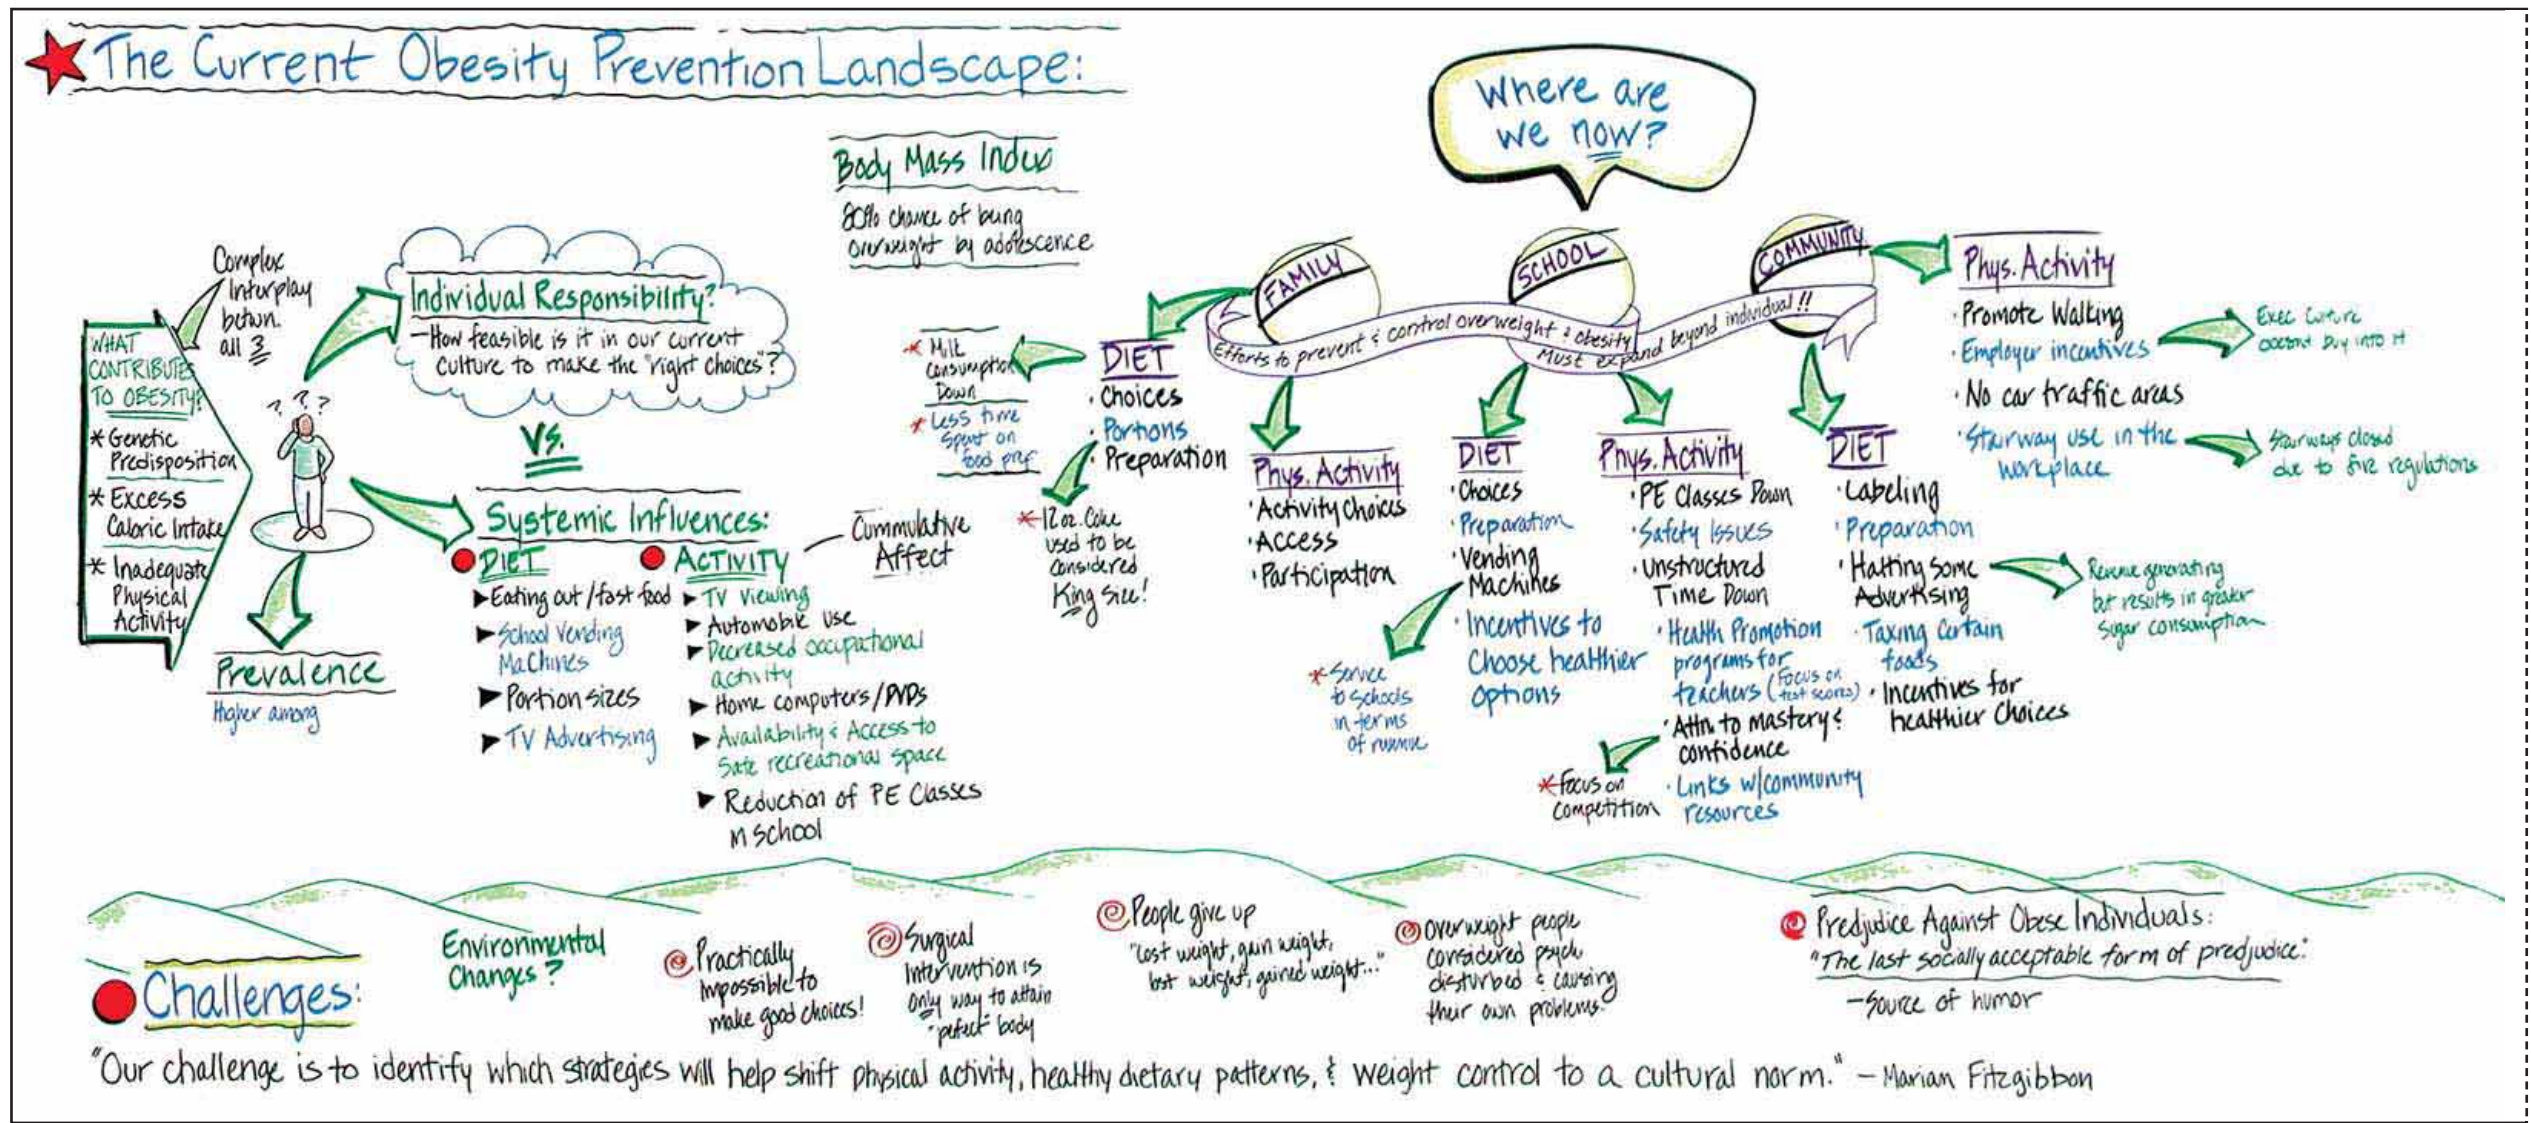 The Current Obesity Prevention Landscape:
Where are
we now?
Body Mass Index
80% chance of being
overweight by adolescence
Complex
Interplay
betwn.
all 3
WHAT
CONTRIBUTES
TO OBESITY?
* Genetic
Predisposition
* Excess
Caloric Intake
* Inadequate
Physical
Activity
? ? ?
Individual Responsibility?
- How feasible is it in our current
culture to make the "right choices"?
VS.
Systemic Influences:
DIET
Eating out / fast food
School Vending
Machines
Portion sizes
TV Advertising
ACTIVITY
TV Viewing
Automobile Use
Decreased occupational
activity
Home computers/DVDs
Availability & Access to
Safe recreational space
Reduction of PE Classes
in School
Cummulative
Affect
Prevalence
Higher among
FAMILY
SCHOOL
COMMUNITY
Efforts to prevent & control overweight & obesity
Must expand beyond individual!!
DIET
· Choices
· Portions
· Preparation
* Milk
Consumption
Down
* Less time
spent on
food prep
* 12 oz. Coke
used to be
considered
King Size!
Phys. Activity
· Activity Choices
· Access
· Participation
DIET
· Choices
· Preparation
· Vending
Machines
· Incentives to
Choose healthier
Options
* Service
to schools
in terms
of revenue
Phys. Activity
· PE Classes Down
· Safety Issues
· Unstructured
Time Down
· Health Promotion
programs for
teachers (Focus on
test scores)
· Attn. to mastery &
confidence
· Links w/community
resources
* Focus on
competition
DIET
· Labeling
· Preparation
· Halting Some
Advertising
· Taxing Certain
foods
· Incentives for
healthier Choices
Revenue generating
but results in greater
sugar consumption
Phys. Activity
· Promote Walking
· Employer incentives
· No car traffic areas
· Stairway use in the
workplace
Exec Culture
doesnt buy into it
Stairways closed
due to fire regulations
Challenges:
Environmental
Changes?
Practically
Impossible to
make good choices!
Surgical
Intervention is
only way to attain
"perfect" body
People give up
"Lost weight, gain weight,
lost weight, gained weight..."
Overweight people
considered psych.
disturbed & causing
their own problems.
Predjudice Against Obese Individuals:
"The last socially acceptable form of predjudice."
- Source of humor
"Our challenge is to identify which strategies will help shift physical activity, healthy dietary patterns, & weight control to a cultural norm." - Marian Fitzgibbon